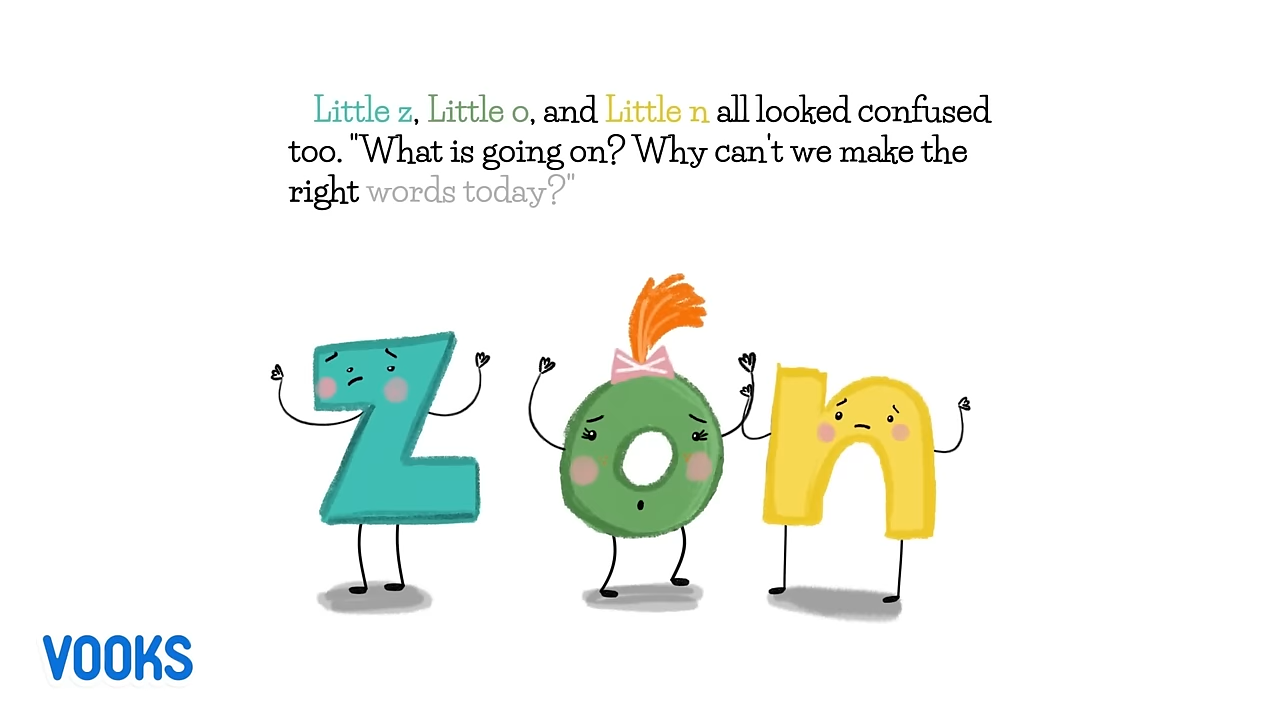 Little z, Little o, and Little n all looked confused
too. "What is going on? Why can't we make the
right words today?"
z o n
VOOKS